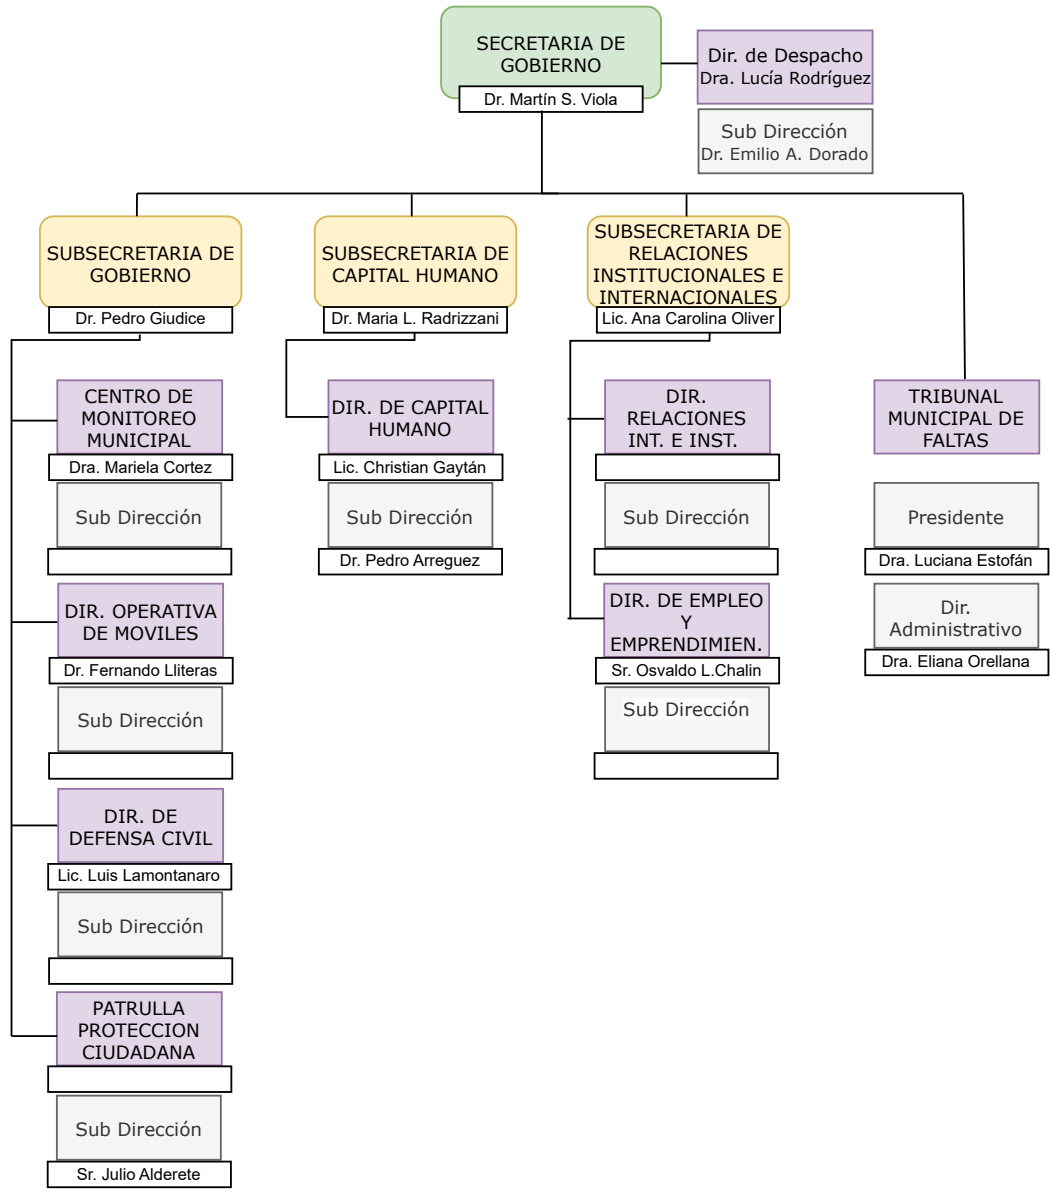 SECRETARIA DE
GOBIERNO
Dr. Martín S. Viola
Dir. de Despacho
Dra. Lucía Rodríguez
Sub Dirección
Dr. Emilio A. Dorado
SUBSECRETARIA DE
GOBIERNO
Dr. Pedro Giudice
CENTRO DE
MONITOREO
MUNICIPAL
Dra. Mariela Cortez
Sub Dirección
DIR. OPERATIVA
DE MOVILES
Dr. Fernando Lliteras
Sub Dirección
DIR. DE
DEFENSA CIVIL
Lic. Luis Lamontanaro
Sub Dirección
PATRULLA
PROTECCION
CIUDADANA
Sub Dirección
Sr. Julio Alderete
SUBSECRETARIA DE
CAPITAL HUMANO
Dr. Maria L. Radrizzani
DIR. DE CAPITAL
HUMANO
Lic. Christian Gaytán
Sub Dirección
Dr. Pedro Arreguez
SUBSECRETARIA DE
RELACIONES
INSTITUCIONALES E
INTERNACIONALES
Lic. Ana Carolina Oliver
DIR.
RELACIONES
INT. E INST.
Sub Dirección
DIR. DE EMPLEO
Y
EMPRENDIMIEN.
Sr. Osvaldo L.Chalin
Sub Dirección
TRIBUNAL
MUNICIPAL DE
FALTAS
Presidente
Dra. Luciana Estofán
Dir.
Administrativo
Dra. Eliana Orellana